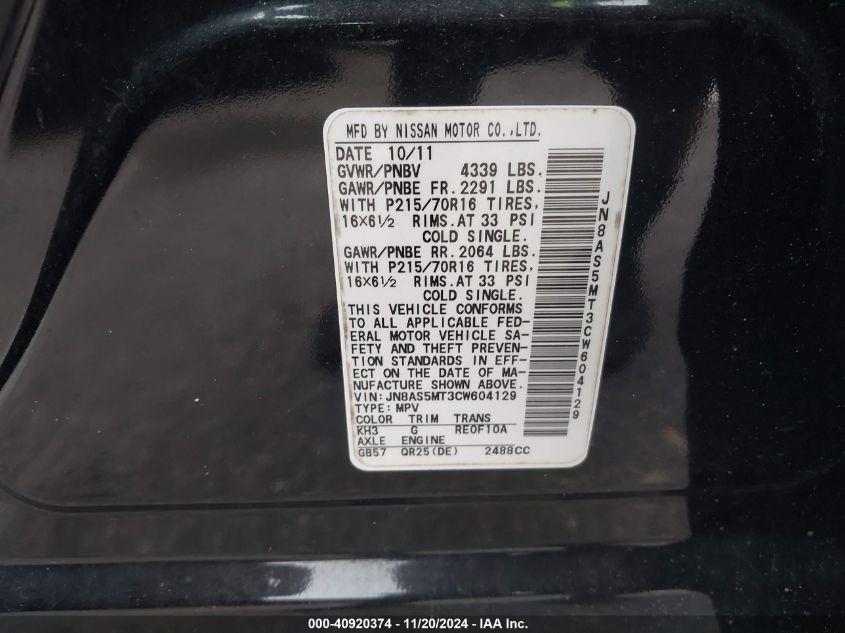 MFD BY NISSAN MOTOR CO.,LTD.
DATE 10/11
GVWR/PNBV 4339 LBS.
GAWR/PNBE FR. 2291 LBS.
WITH P215/70R16 TIRES,
16X6½ RIMS. AT 33 PSI
COLD SINGLE.
GAWR/PNBE RR. 2064 LBS.
WITH P215/70R16 TIRES,
16X6½ RIMS. AT 33 PSI
COLD SINGLE.
THIS VEHICLE CONFORMS
TO ALL APPLICABLE FED-
ERAL MOTOR VEHICLE SA-
FETY AND THEFT PREVEN-
TION STANDARDS IN EFF-
ECT ON THE DATE OF MA-
NUFACTURE SHOWN ABOVE.
VIN:JN8AS5MT3CW604129
TYPE:MPV
COLOR TRIM TRANS
KH3 G RE0F10A
AXLE ENGINE
GB57 QR25(DE) 2488CC
JN8AS5MT3CW604129
000-40920374 - 11/20/2024 - IAA Inc.